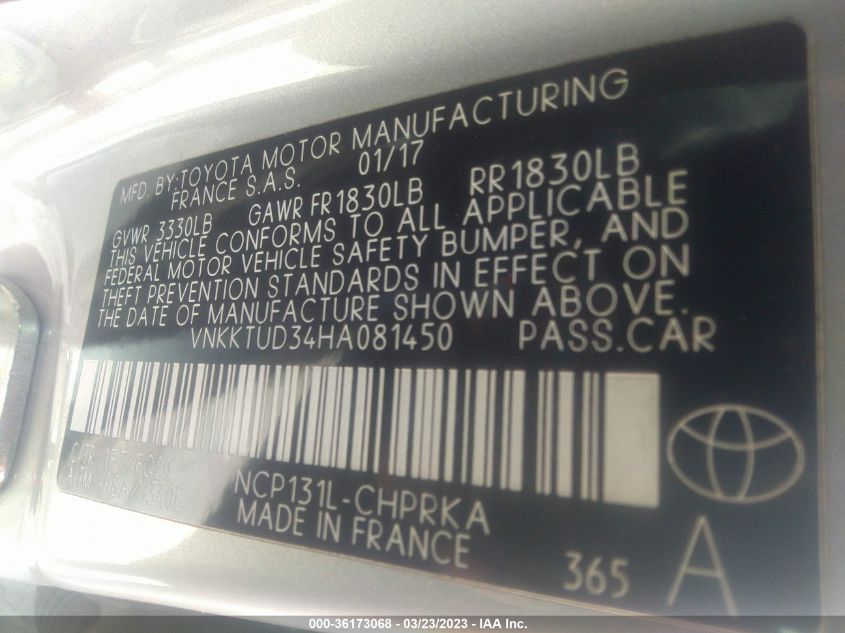 MFD. BY:TOYOTA MOTOR MANUFACTURING
FRANCE S.A.S. 01/17
GVWR 3330LB GAWR FR1830LB RR1830LB
THIS VEHICLE CONFORMS TO ALL APPLICABLE
FEDERAL MOTOR VEHICLE SAFETY BUMPER, AND
THEFT PREVENTION STANDARDS IN EFFECT ON
THE DATE OF MANUFACTURE SHOWN ABOVE.
VNKKTUD34HA081450 PASS.CAR
C/TR
NCP131L-CHPRKA
MADE IN FRANCE
365 A
000-36173068 - 03/23/2023 - IAA Inc.